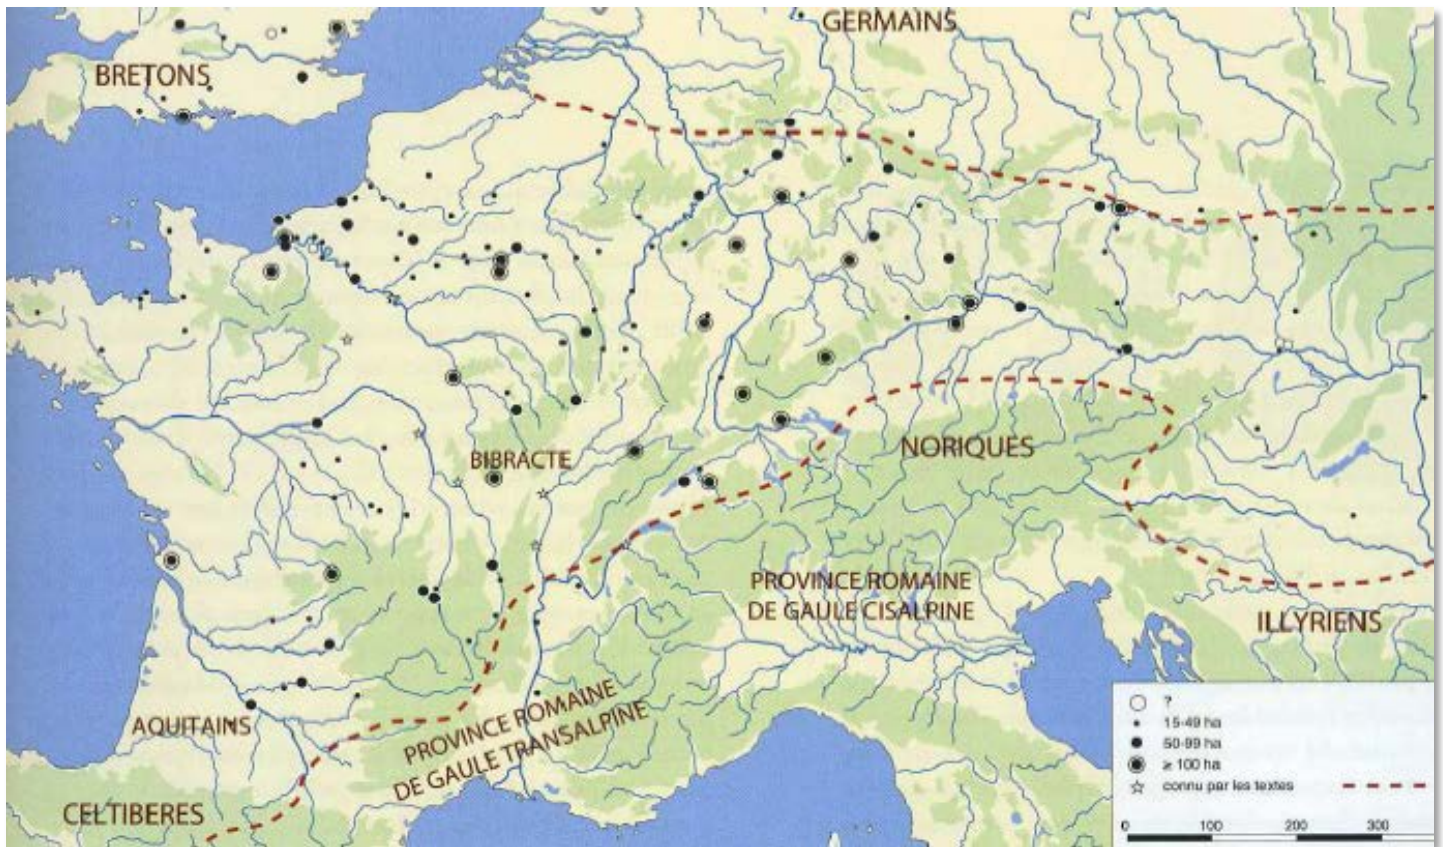 GERMAINS
BRETONS
BIBRACTE
NORIQUES
PROVINCE ROMAINE
DE GAULE CISALPINE
ILLYRIENS
AQUITAINS
PROVINCE ROMAINE
DE GAULE TRANSALPINE
CELTIBERES
?
15-49 ha
50-99 ha
≥ 100 ha
connu par les textes
0 100 200 300